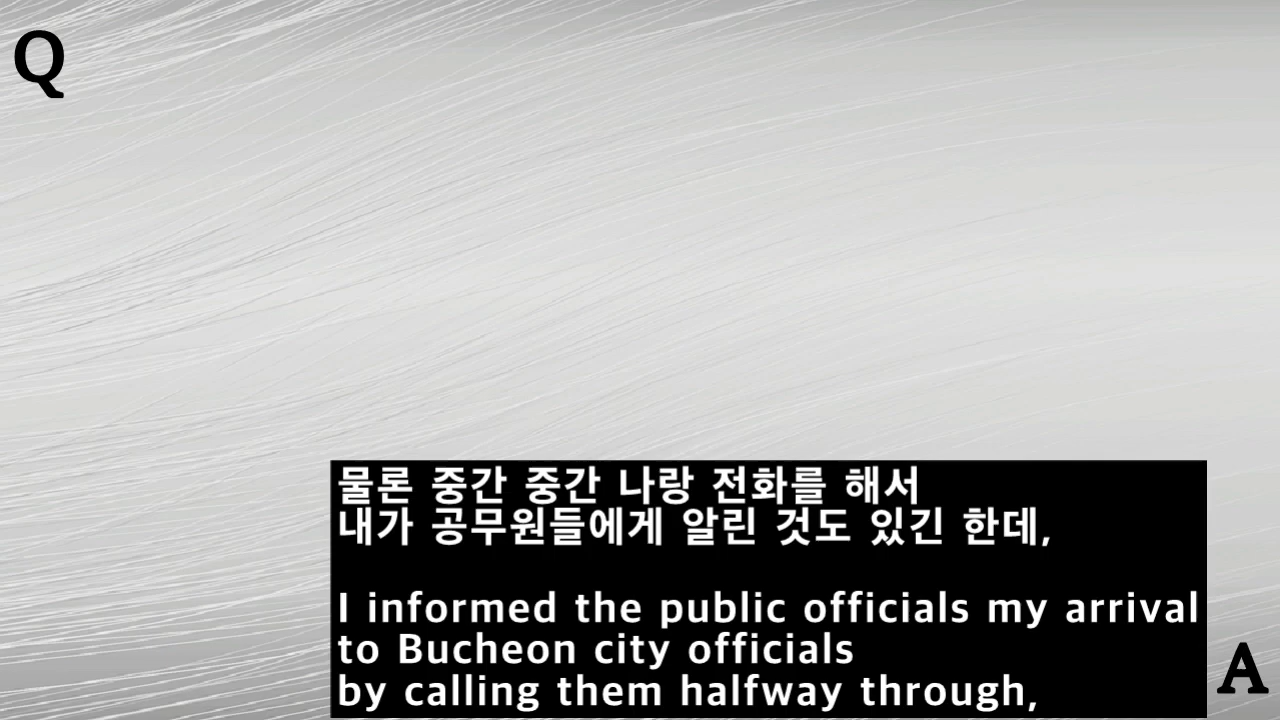 Q
물론 중간 중간 나랑 전화를 해서
내가 공무원들에게 알린 것도 있긴 한데,
I informed the public officials my arrival
to Bucheon city officials
by calling them halfway through,
A